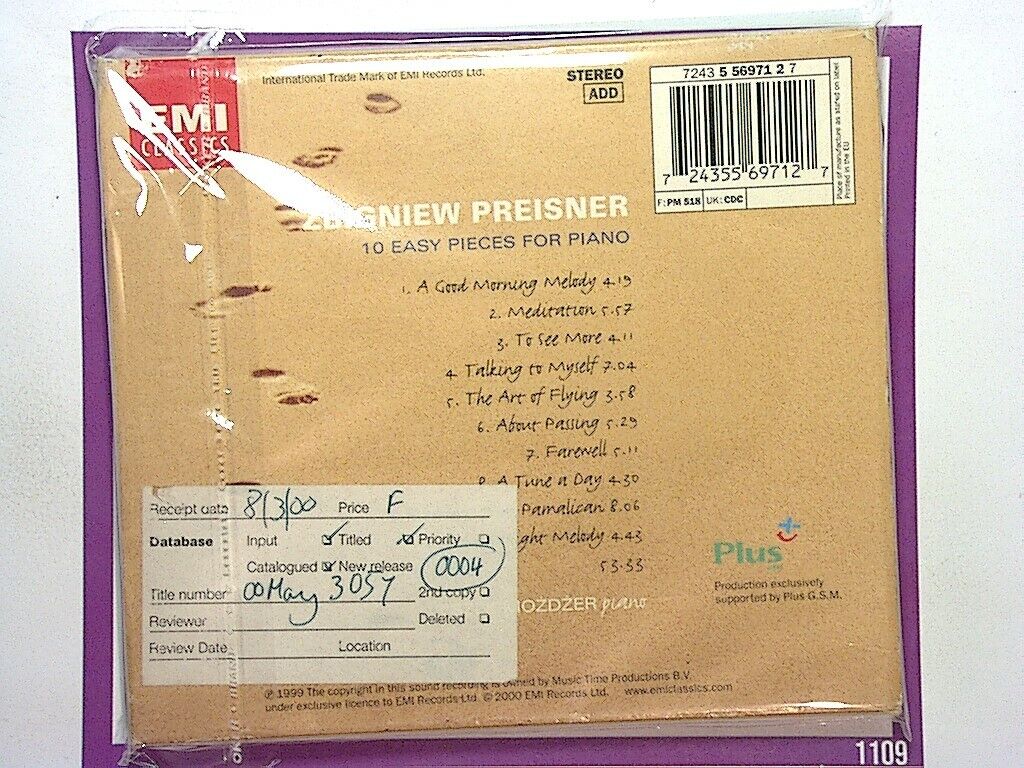 International Trade Mark of EMI Records Ltd.
EMI
CLASSICS
STEREO
ADD
7243 5 56971 2 7
7 24355 69712 7
F: PM 518 UK: CDC
Place of manufacture as stated on label
Printed in the EU
ZBIGNIEW PREISNER
10 EASY PIECES FOR PIANO
1. A Good Morning Melody 4.19
2. Meditation 5.57
3. To See More 4.11
4. Talking to Myself 7.04
5. The Art of Flying 3.58
6. About Passing 5.29
7. Farewell 5.11
A Tune a Day 4.30
Pamalican 8.06
ght Melody 4.43
53.33
OŻDŻER piano
Plus
Production exclusively
supported by Plus G.S.M.
Receipt data 8/3/00 Price F
Database Input Titled Priority
Catalogued New release 0004
Title number 00May 3057 2nd copy
Reviewer Deleted
Review Date Location
℗ 1999 The copyright in this sound recording is owned by Music Time Productions B.V.
under exclusive licence to EMI Records Ltd. © 2000 EMI Records Ltd. www.emiclassics.com
1109